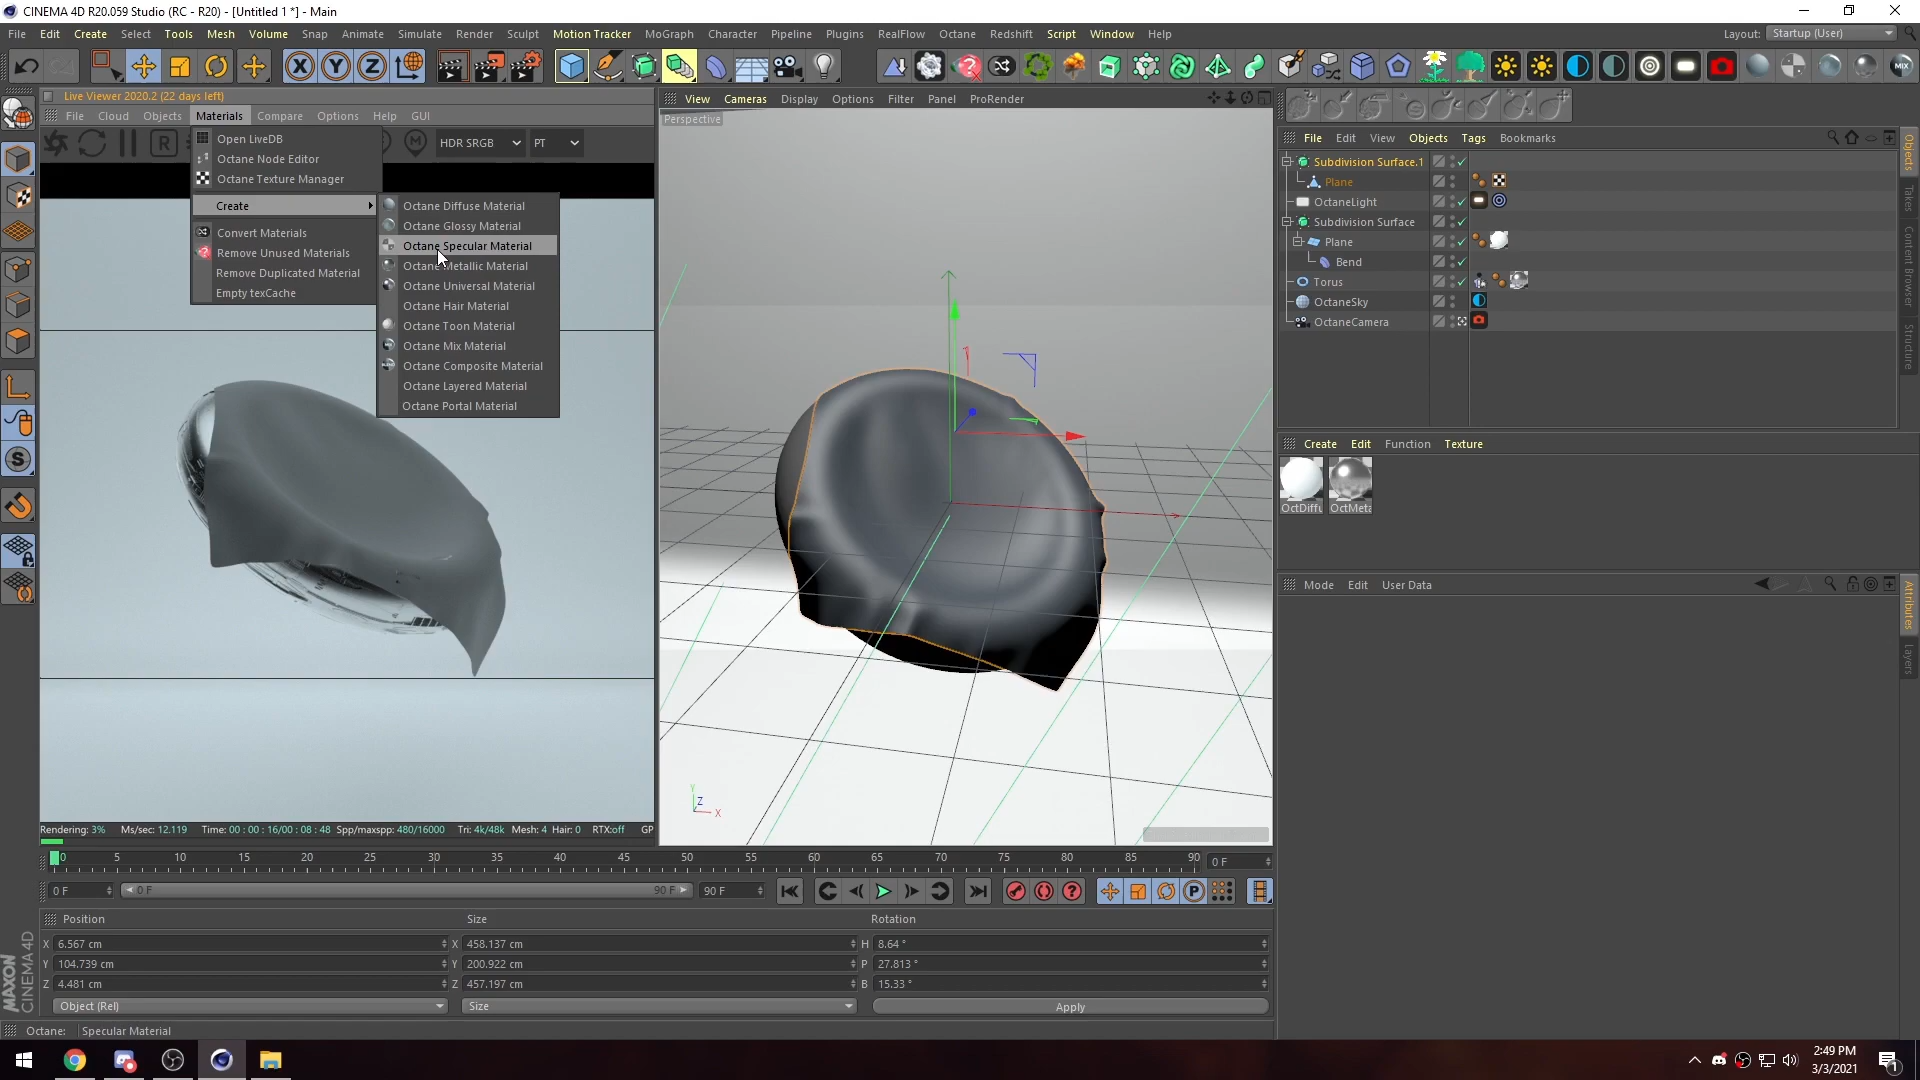 CINEMA 4D R20.059 Studio (RC - R20) - [Untitled 1 *] - Main
File Edit Create Select Tools Mesh Volume Snap Animate Simulate Render Sculpt Motion Tracker MoGraph Character Pipeline Plugins RealFlow Octane Redshift Script Window Help Layout: Startup (User)
Live Viewer 2020.2 (22 days left)
File Cloud Objects Materials Compare Options Help GUI
HDR SRGB PT
Open LiveDB
Octane Node Editor
Octane Texture Manager
Create
Convert Materials
Remove Unused Materials
Remove Duplicated Material
Empty texCache
Octane Diffuse Material
Octane Glossy Material
Octane Specular Material
Octane Metallic Material
Octane Universal Material
Octane Hair Material
Octane Toon Material
Octane Mix Material
Octane Composite Material
Octane Layered Material
Octane Portal Material
Rendering: 3% Ms/sec: 12.119 Time: 00 : 00 : 16/00 : 08 : 48 Spp/maxspp: 480/16000 Tri: 4k/48k Mesh: 4 Hair: 0 RTX:off GP
View Cameras Display Options Filter Panel ProRender
Perspective
Y
Z
X
File Edit View Objects Tags Bookmarks
Subdivision Surface.1
Plane
OctaneLight
Subdivision Surface
Plane
Bend
Torus
OctaneSky
OctaneCamera
Objects
Takes
Content Browser
Structure
Create Edit Function Texture
OctDiffu OctMeta
Mode Edit User Data
Attributes
Layers
0 5 10 15 20 25 30 35 40 45 50 55 60 65 70 75 80 85 90 0 F
0 F 0 F 90 F 90 F
Position Size Rotation
X 6.567 cm X 458.137 cm H 8.64 °
Y 104.739 cm Y 200.922 cm P 27.813 °
Z 4.481 cm Z 457.197 cm B 15.33 °
Object (Rel) Size Apply
MAXON
CINEMA 4D
Octane: Specular Material
2:49 PM
3/3/2021